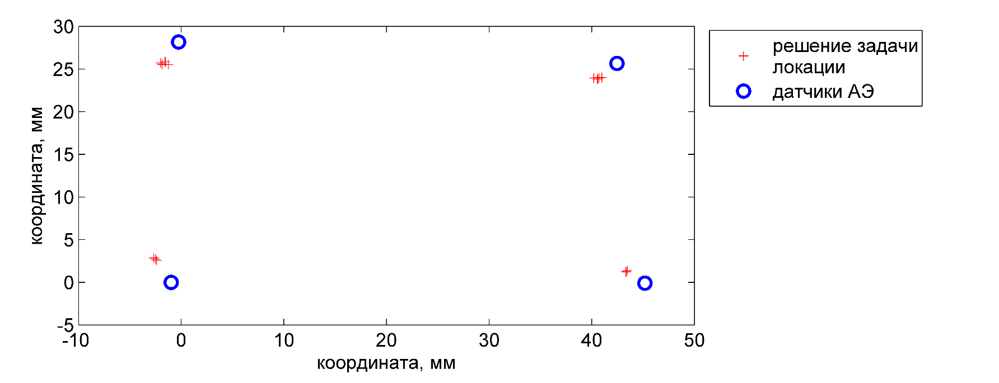 30
25
20
15
10
5
0
-5
-10 0 10 20 30 40 50
координата, мм
координата, мм
решение задачи
локации
датчики АЭ